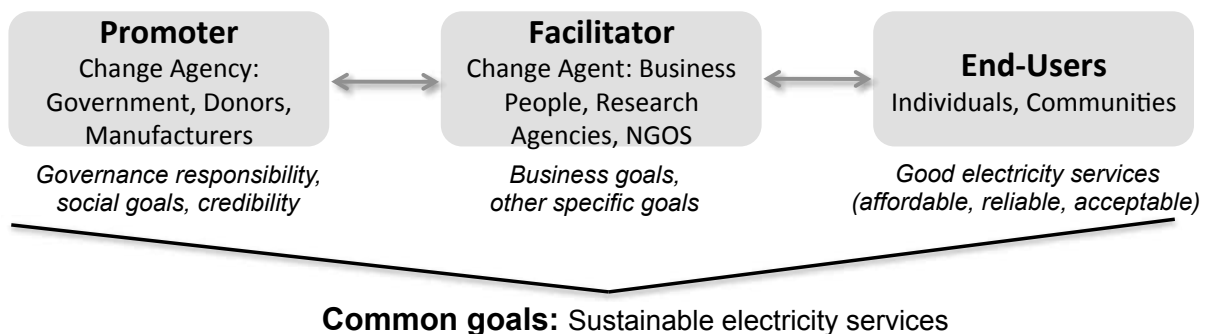 Promoter
Change Agency:
Government, Donors,
Manufacturers
Facilitator
Change Agent: Business
People, Research
Agencies, NGOS
End-Users
Individuals, Communities
Governance responsibility,
social goals, credibility
Business goals,
other specific goals
Good electricity services
(affordable, reliable, acceptable)
Common goals: Sustainable electricity services